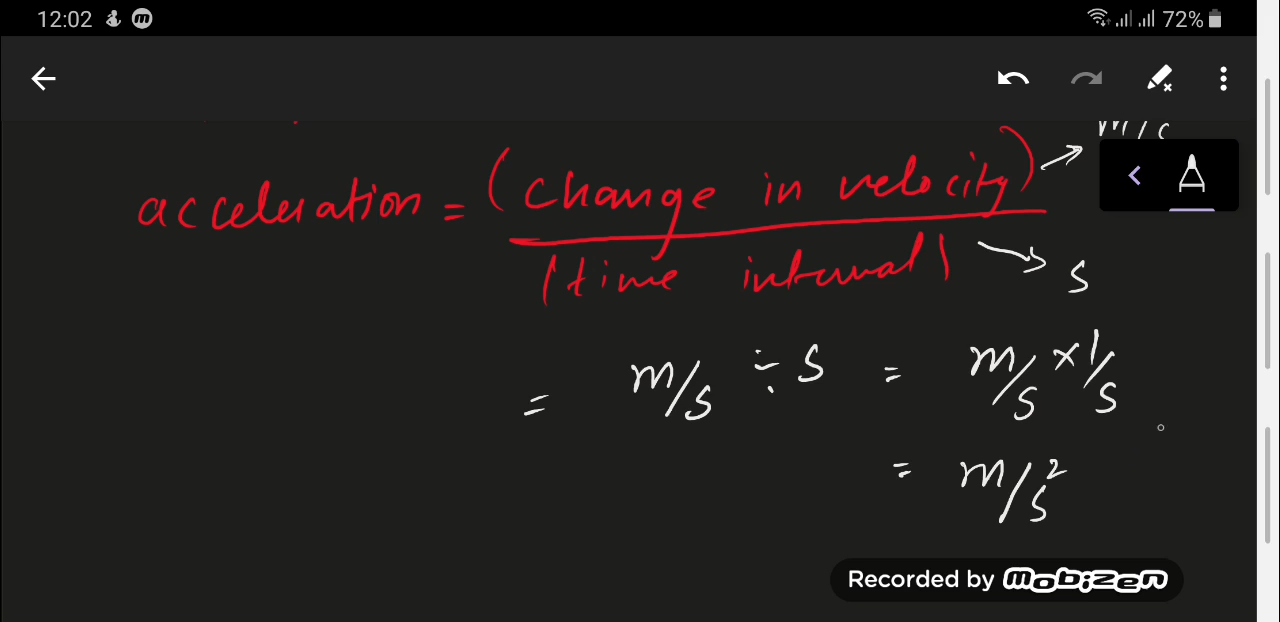 12:02 72%
acceleration = (change in velocity) →
(time interval) → s
= m/s ÷ s = m/s × 1/s
= m/s²
Recorded by mobizen